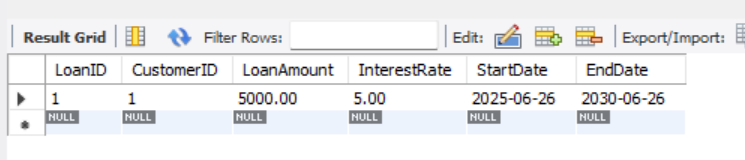 Result Grid Filter Rows: Edit: Export/Import:
LoanID CustomerID LoanAmount InterestRate StartDate EndDate
1 1 5000.00 5.00 2025-06-26 2030-06-26
NULL NULL NULL NULL NULL NULL